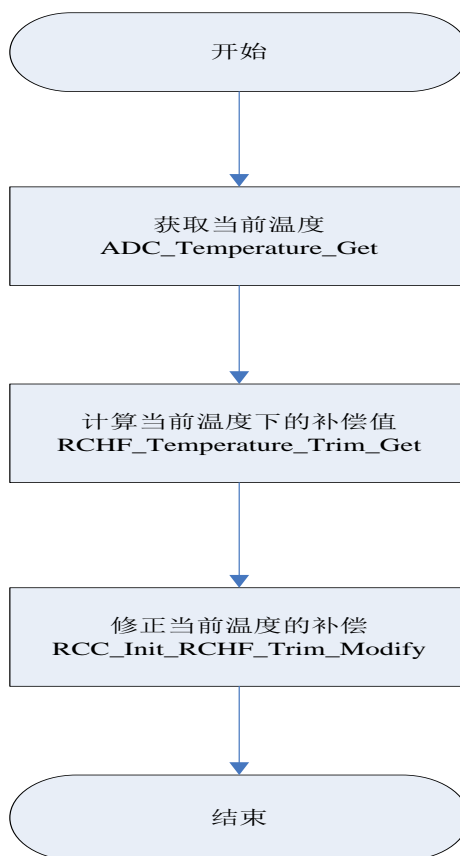 开始
获取当前温度
ADC_Temperature_Get
计算当前温度下的补偿值
RCHF_Temperature_Trim_Get
修正当前温度的补偿
RCC_Init_RCHF_Trim_Modify
结束